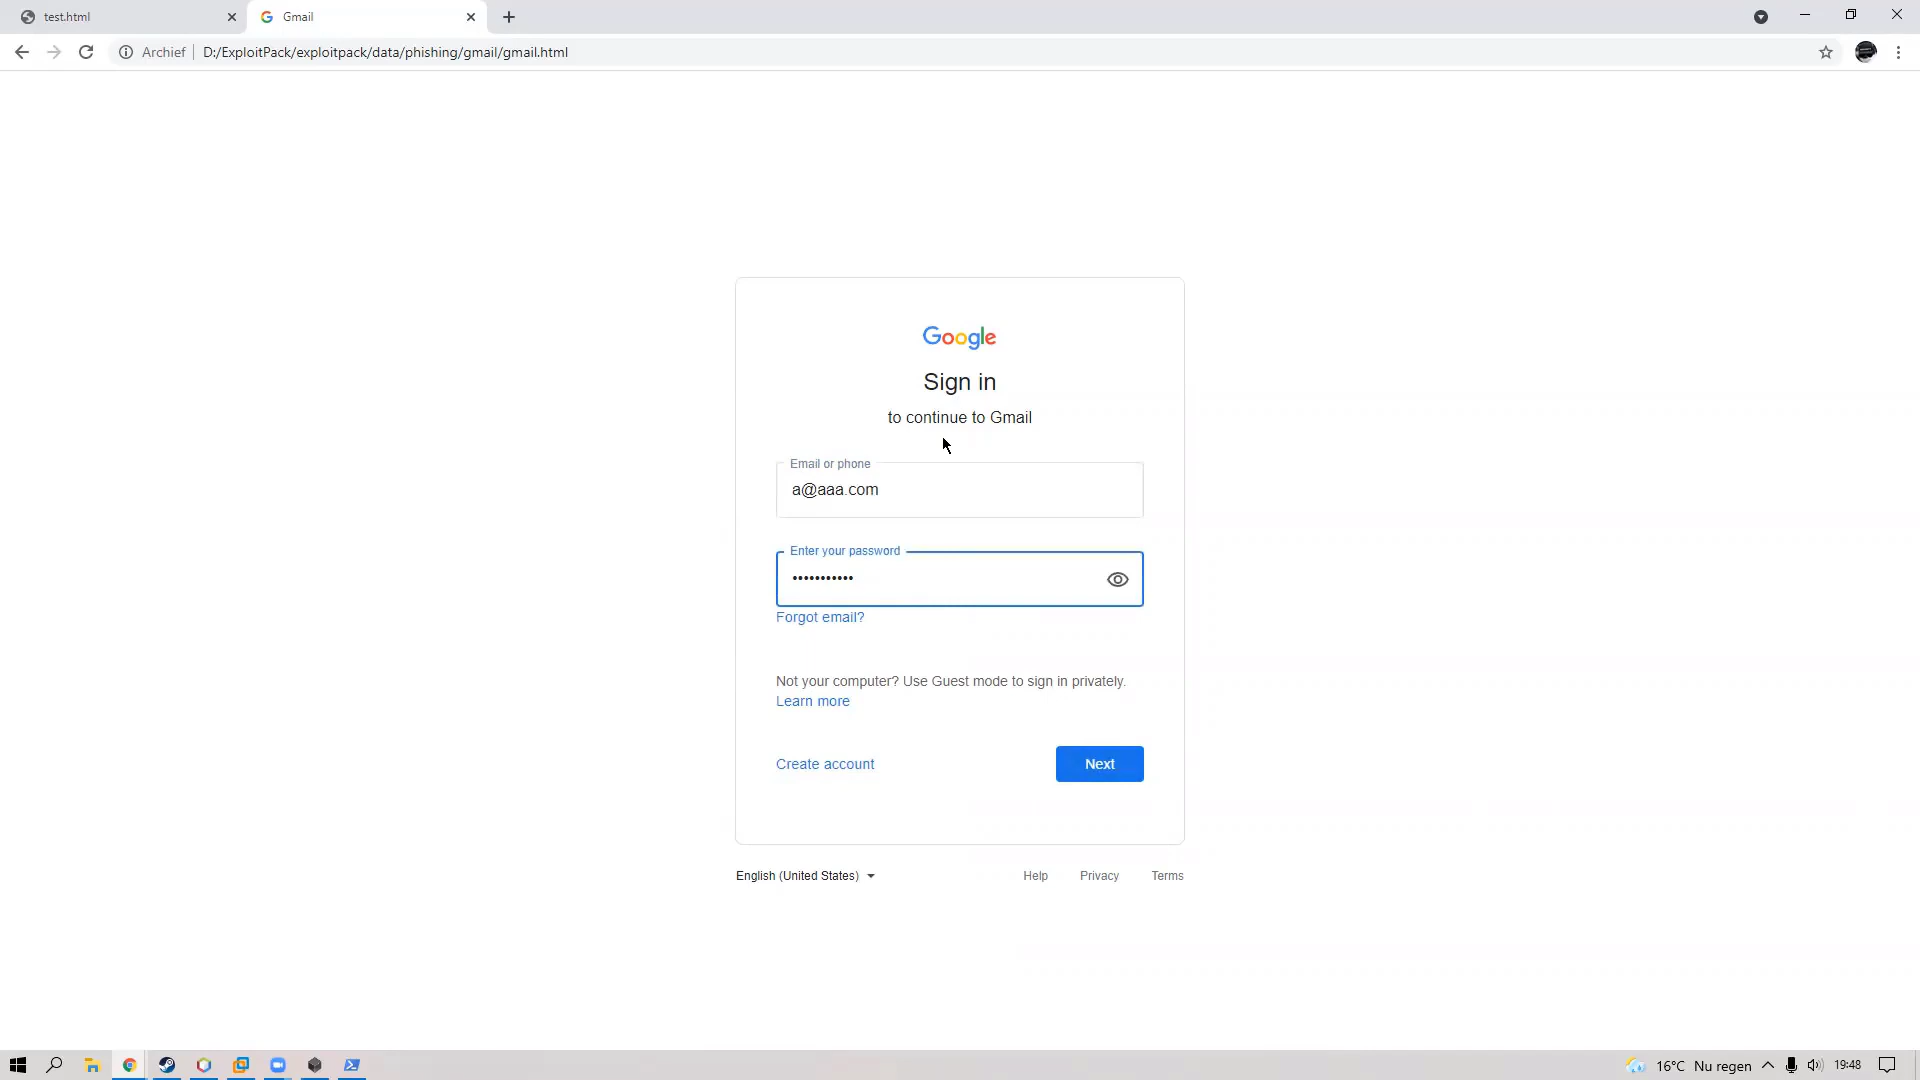 test.html
Gmail
Archief D:/ExploitPack/exploitpack/data/phishing/gmail/gmail.html
Google
Sign in
to continue to Gmail
Email or phone
a@aaa.com
Enter your password
•••••••••••
Forgot email?
Not your computer? Use Guest mode to sign in privately.
Learn more
Create account
Next
English (United States)
Help Privacy Terms
16°C Nu regen 19:48